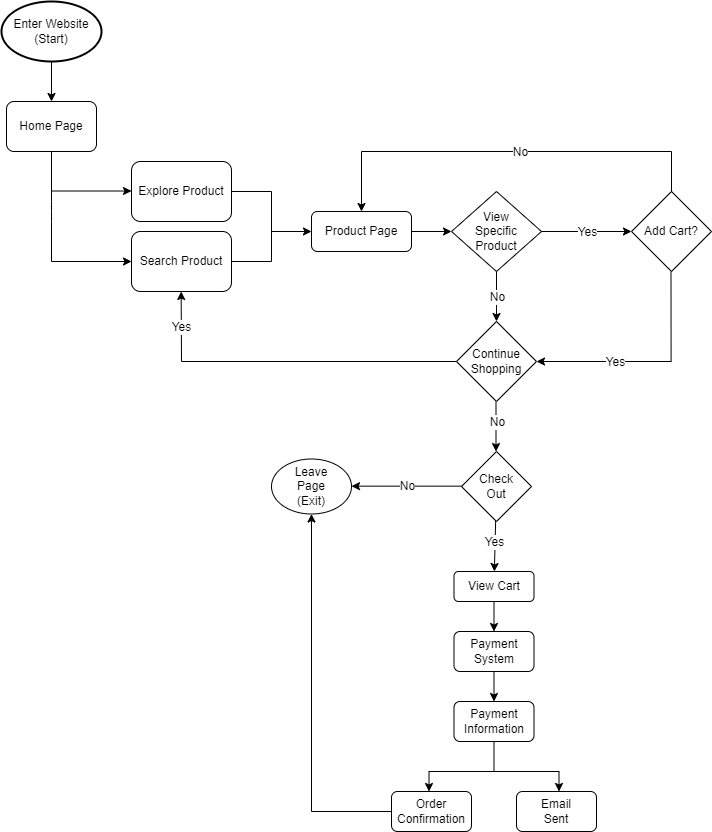 Enter Website
(Start)
Home Page
No
Explore Product
View
Specific
Product
Product Page
Yes
Add Cart?
Search Product
No
Yes
Continue
Shopping
Yes
No
Leave
Page
(Exit)
No
Check
Out
Yes
View Cart
Payment
System
Payment
Information
Order
Confirmation
Email
Sent